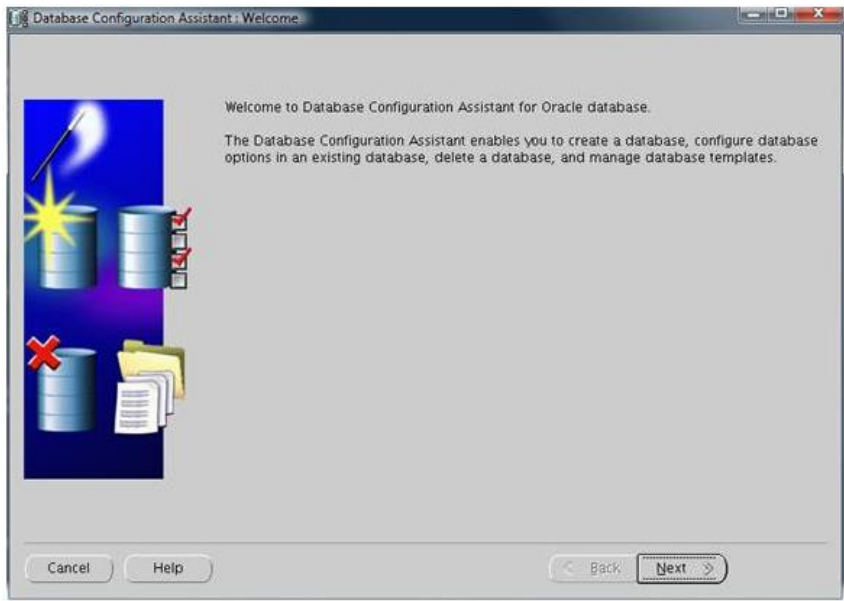 Database Configuration Assistant : Welcome
Welcome to Database Configuration Assistant for Oracle database.
The Database Configuration Assistant enables you to create a database, configure database
options in an existing database, delete a database, and manage database templates.
Cancel Help Back Next